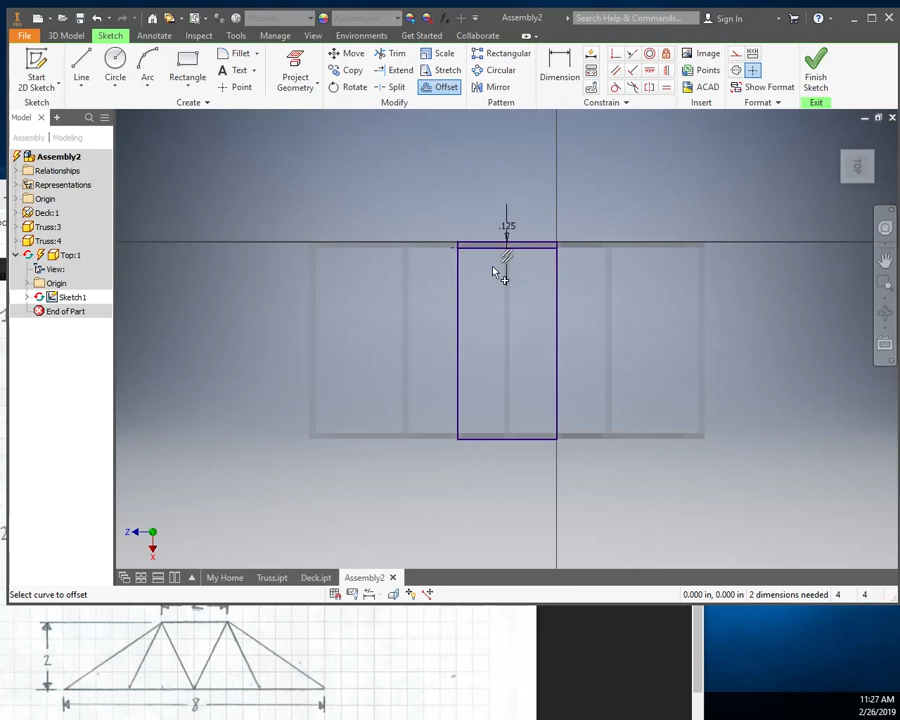 Material Appearance Assembly2 Search Help & Commands... Sign In ?
File 3D Model Sketch Annotate Inspect Tools Manage View Environments Get Started Collaborate
Start 2D Sketch Line Circle Arc Rectangle Fillet Text Point Project Geometry
Move Trim Scale Copy Extend Stretch Rotate Split Offset
Rectangular Circular Mirror Dimension Image Points ACAD Show Format Finish Sketch
Sketch Create Modify Pattern Constrain Insert Format Exit
Model
Assembly | Modeling
Assembly2
Relationships
Representations
Origin
Deck:1
Truss:3
Truss:4
Top:1
View:
Origin
Sketch1
End of Part
TOP
.125
Z
X
My Home Truss.ipt Deck.ipt Assembly2
Select curve to offset 0.000 in, 0.000 in 2 dimensions needed 4 4
2
8
11:27 AM
2/26/2019